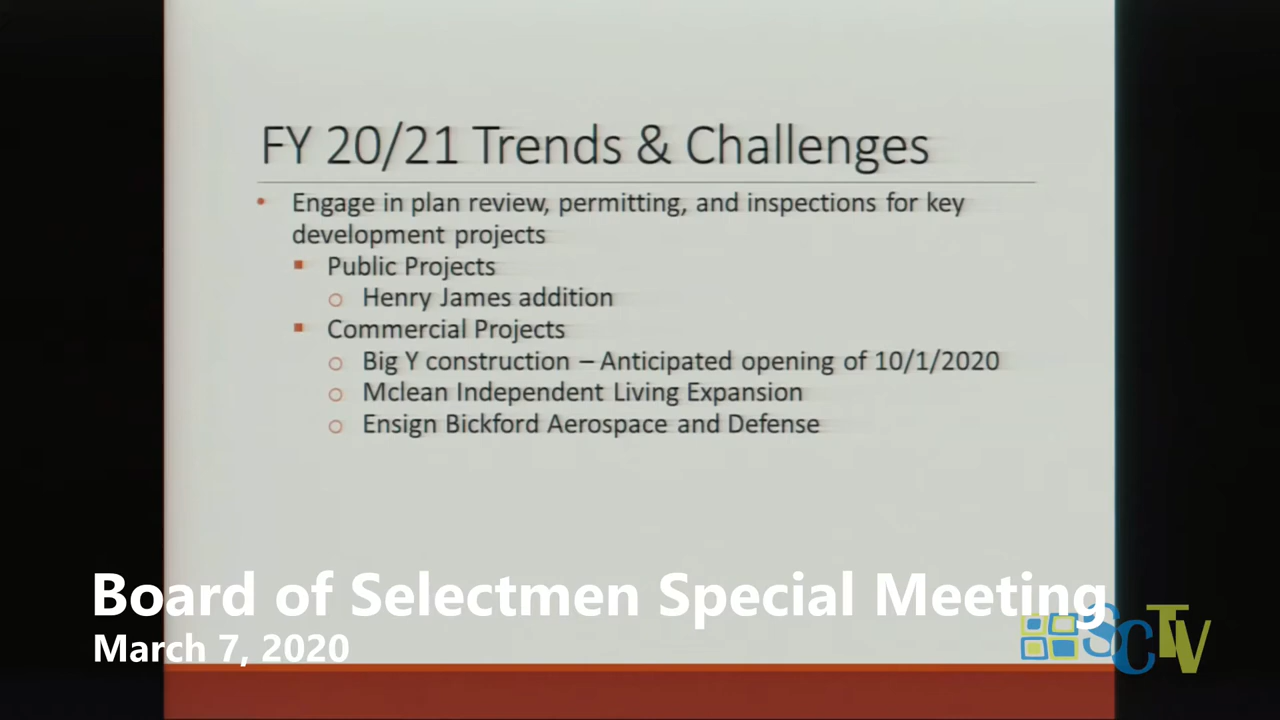 FY 20/21 Trends & Challenges
• Engage in plan review, permitting, and inspections for key
development projects
▪ Public Projects
○ Henry James addition
▪ Commercial Projects
○ Big Y construction – Anticipated opening of 10/1/2020
○ Mclean Independent Living Expansion
○ Ensign Bickford Aerospace and Defense
Board of Selectmen Special Meeting
March 7, 2020
SCTV